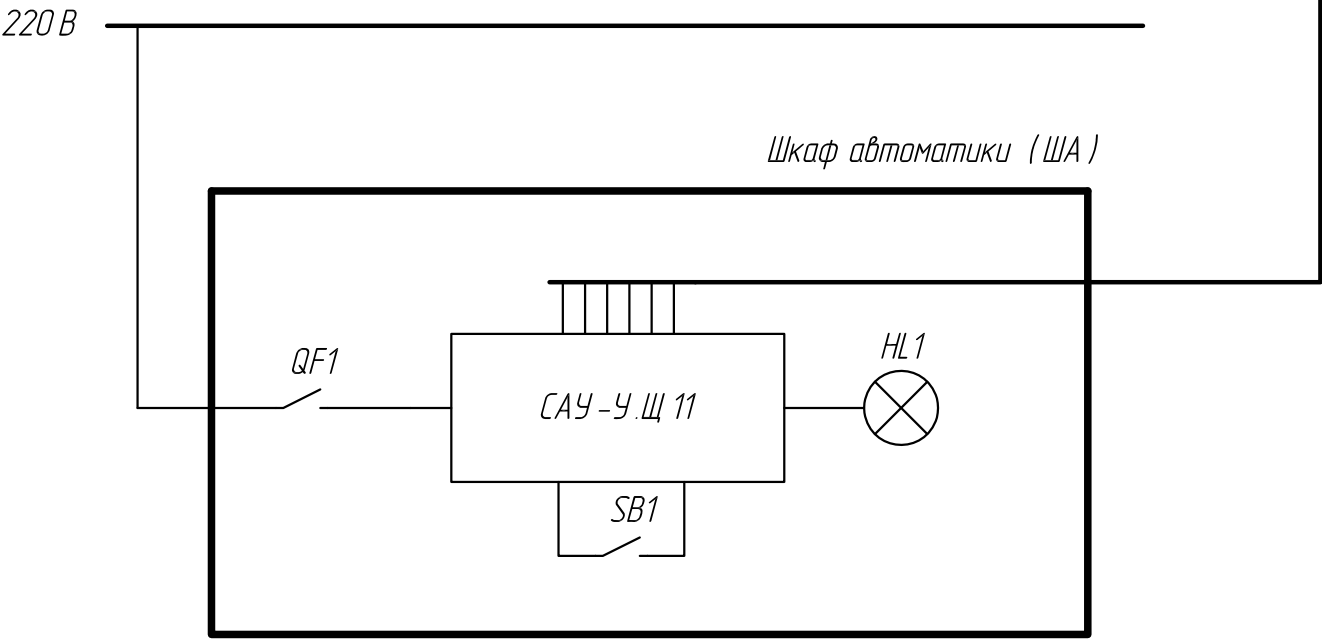 220 В
Шкаф автоматики (ША)
QF1
HL1
САУ-У.Щ 11
SB1